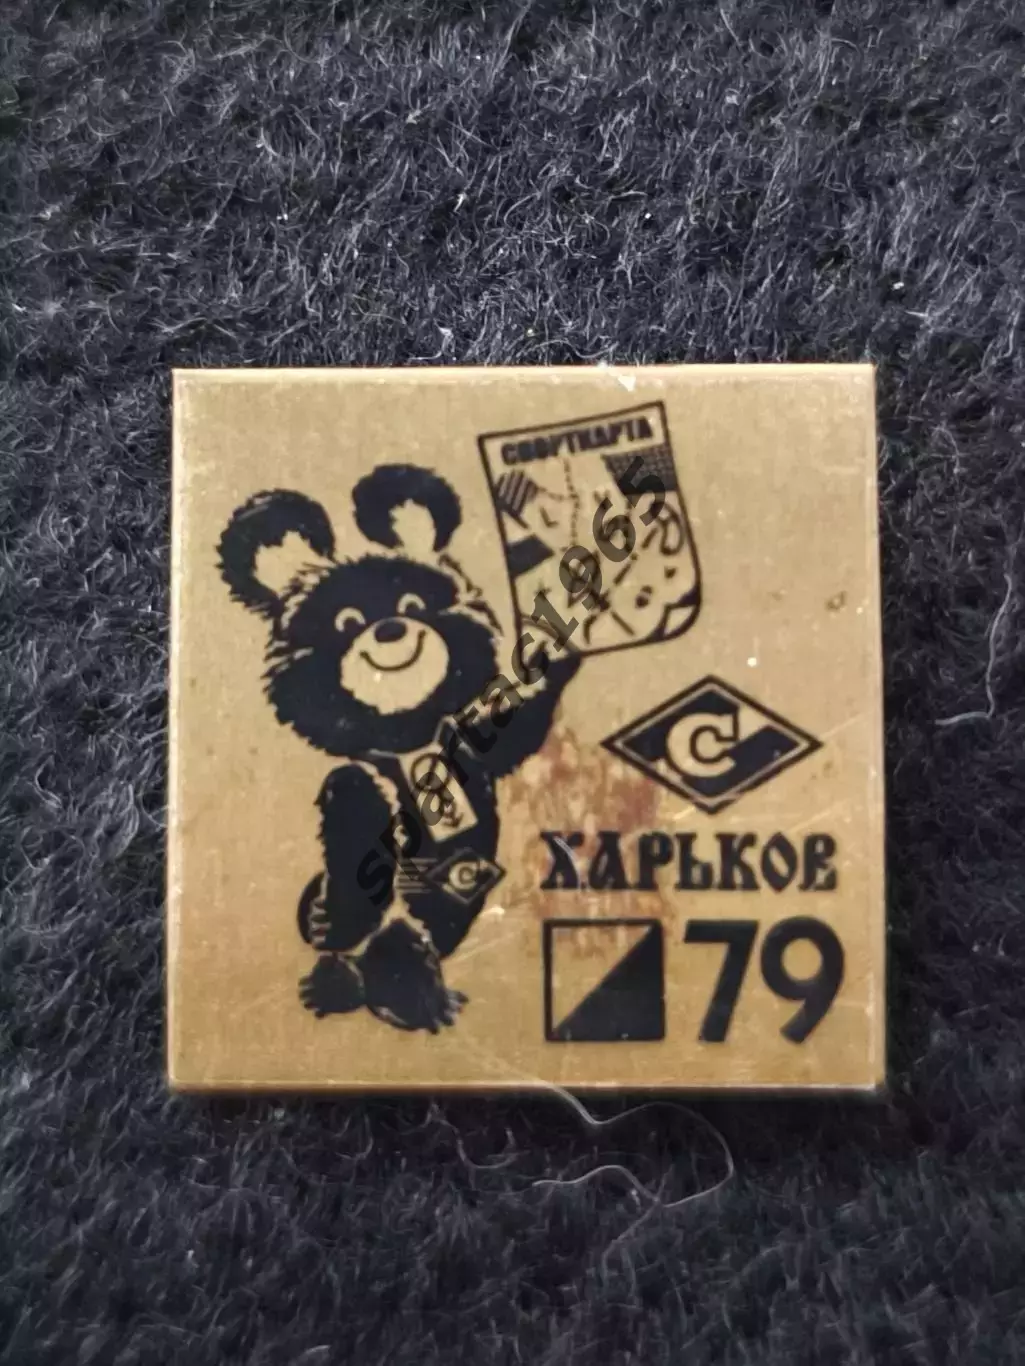 СПОРТКАРТА
spartac1965
С
ХАРЬКОВ
С
79